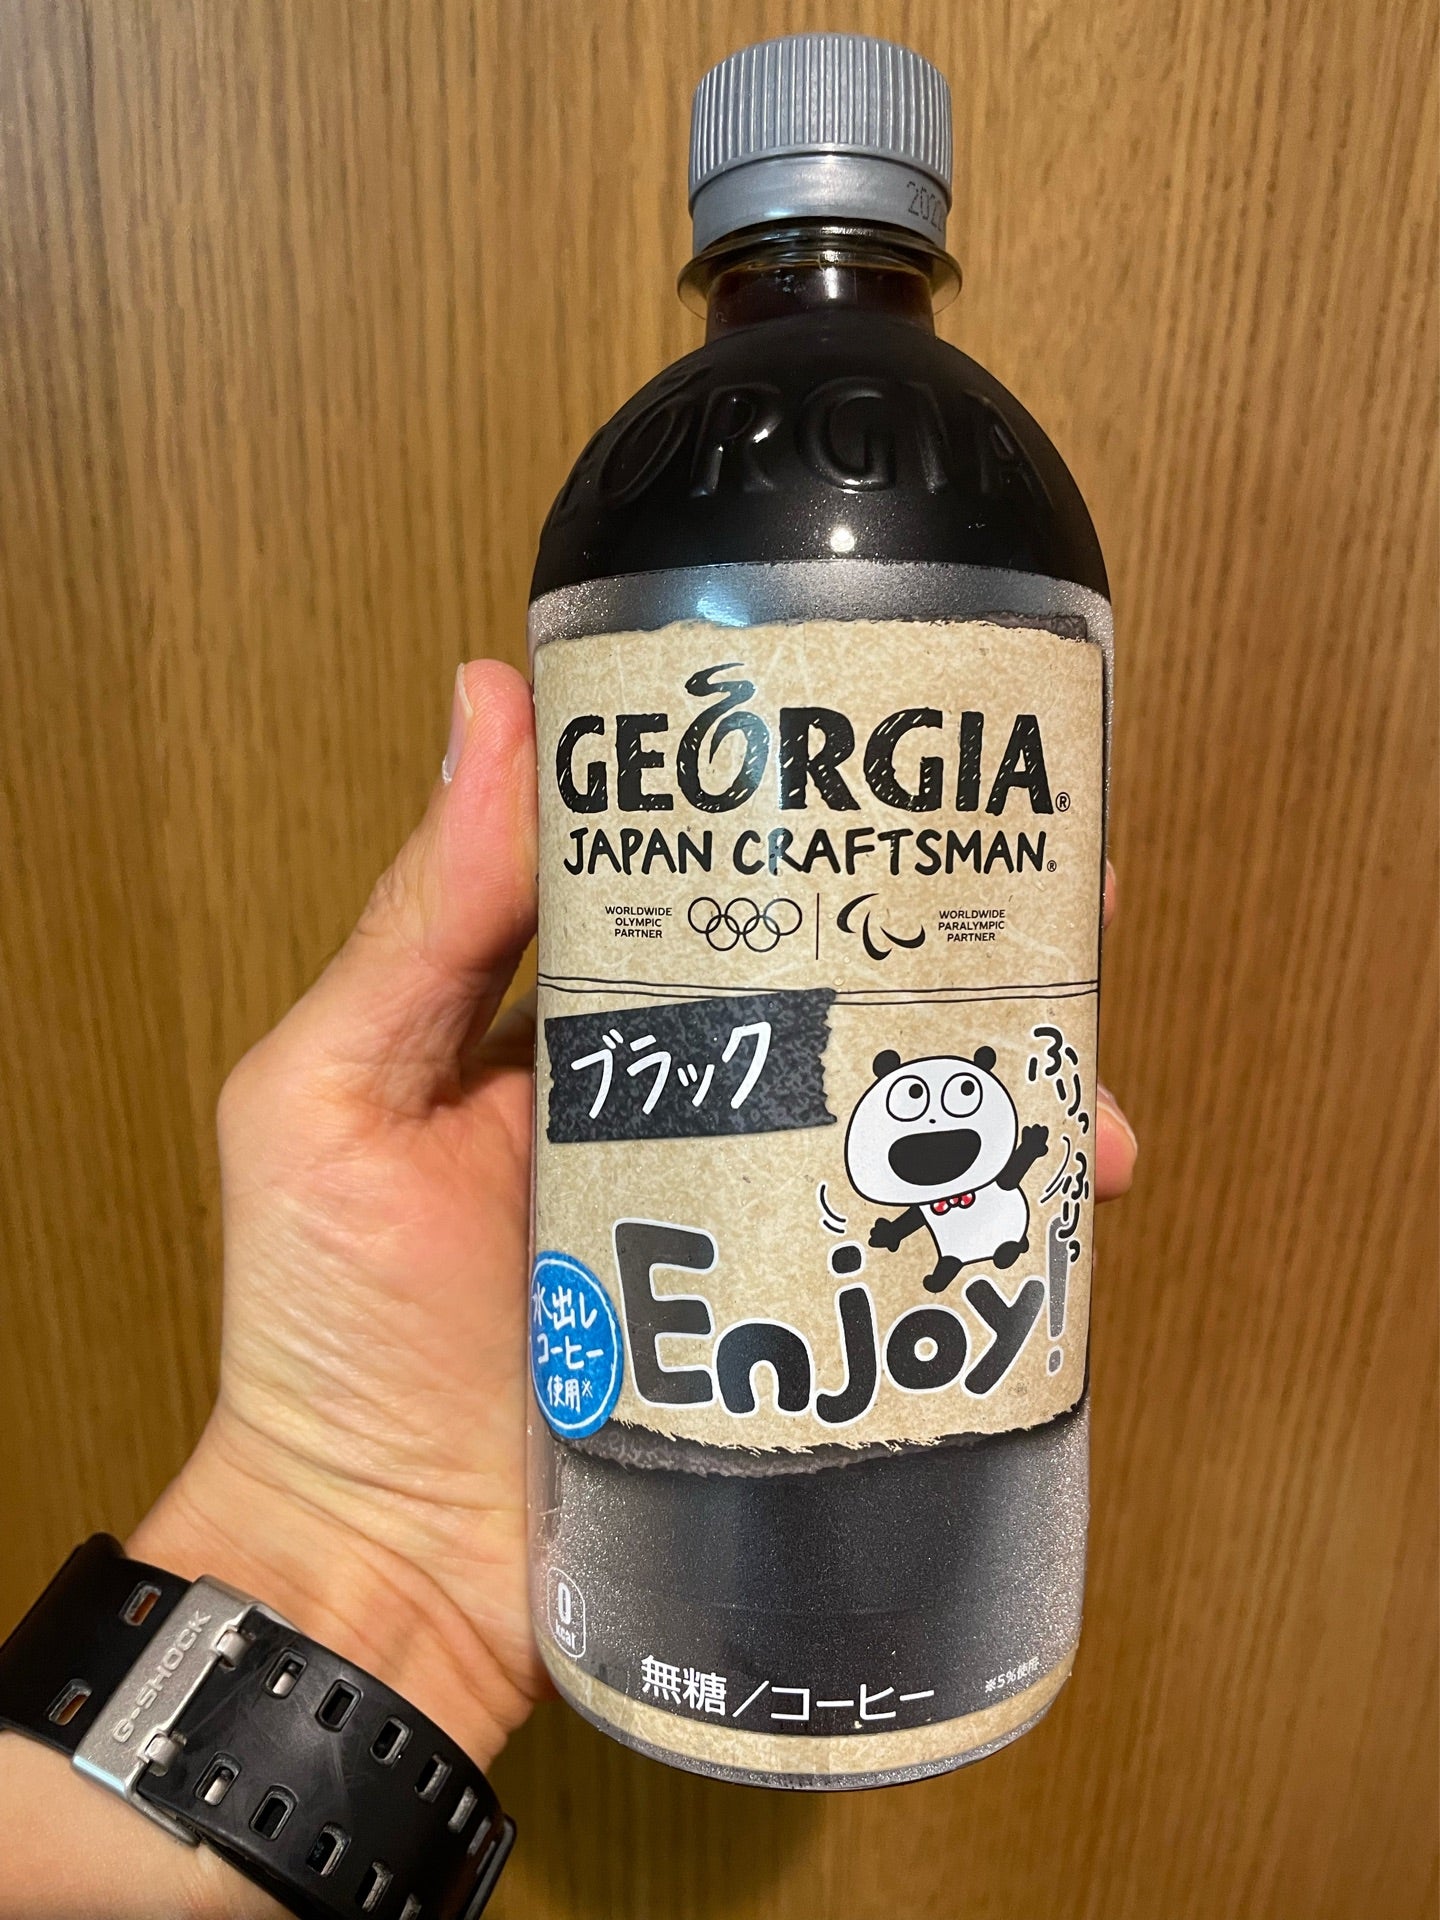 202
GEORGIA
GEORGIA®
JAPAN CRAFTSMAN®
WORLDWIDE
OLYMPIC
PARTNER
WORLDWIDE
PARALYMPIC
PARTNER
ブラック
ふりっ
ふりっ
Enjoy!
水出し
コーヒー
使用※
0
kcal
無糖/コーヒー
※5%使用
G-SHOCK